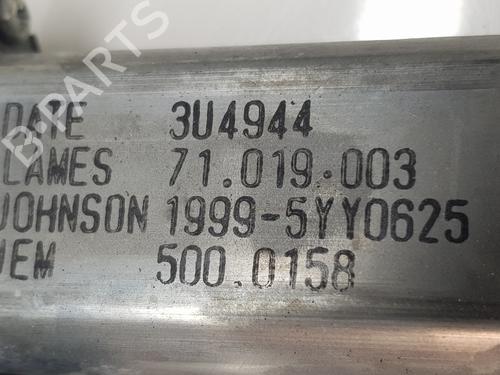 DATE 3U4944
LAMES 71.019.003
JOHNSON 1999-5YY0625
IEM 500.0158
B-PARTS